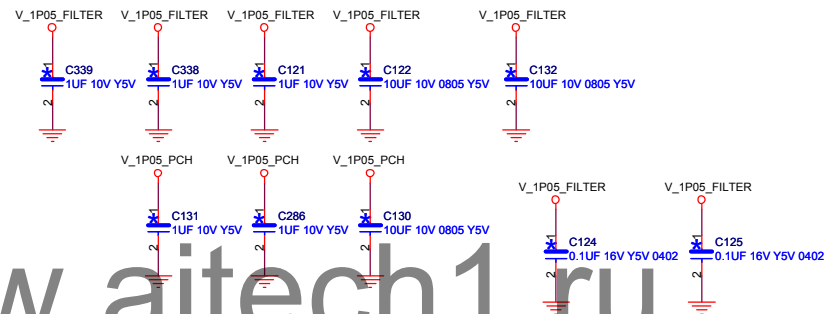 V_1P05_FILTER V_1P05_FILTER V_1P05_FILTER V_1P05_FILTER V_1P05_FILTER
1 1 1 1 1
C339 C338 C121 C122 C132
1UF 10V Y5V 1UF 10V Y5V 1UF 10V Y5V 10UF 10V 0805 Y5V 10UF 10V 0805 Y5V
2 2 2 2 2
V_1P05_PCH V_1P05_PCH V_1P05_PCH
V_1P05_FILTER V_1P05_FILTER
1 1 1
C131 C286 C130
1UF 10V Y5V 1UF 10V Y5V 10UF 10V 0805 Y5V
2 2 2
1 1
C124 C125
0.1UF 16V Y5V 0402 0.1UF 16V Y5V 0402
2 2
w.aitech1.ru